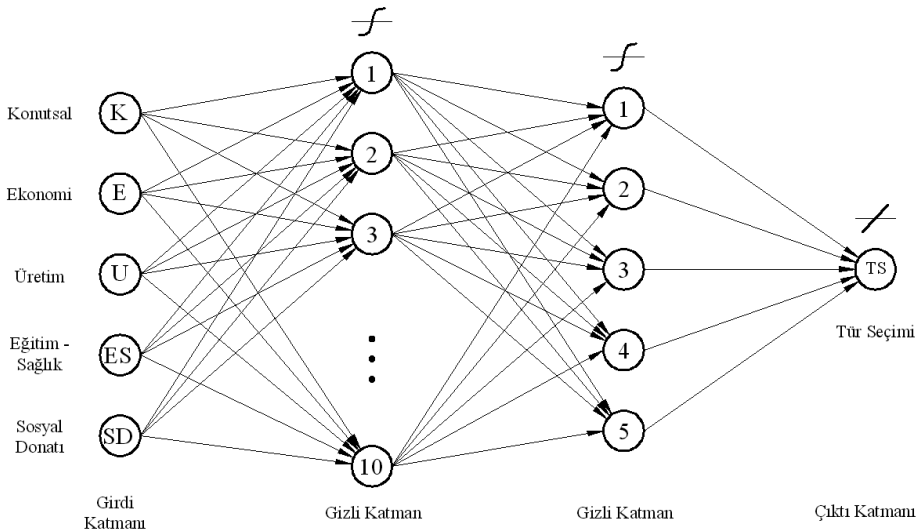 Konutsal
K
Ekonomi
E
Üretim
U
Eğitim -
Sağlık
ES
Sosyal
Donatı
SD
Girdi
Katmanı
1
2
3
10
Gizli Katman
1
2
3
4
5
Gizli Katman
TS
Tür Seçimi
Çıktı Katmanı